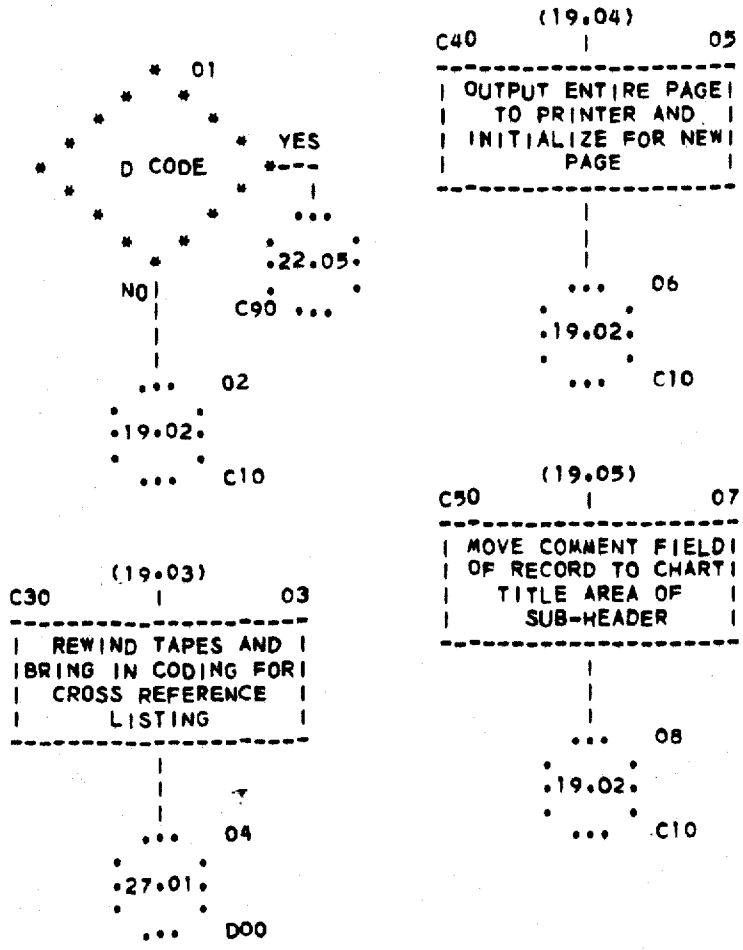 01
D CODE
YES
22.05
C90
NO
02
19.02
C10
(19.03)
C30 03
REWIND TAPES AND
BRING IN CODING FOR
CROSS REFERENCE
LISTING
04
27.01
D00
(19.04)
C40 05
OUTPUT ENTIRE PAGE
TO PRINTER AND
INITIALIZE FOR NEW
PAGE
06
19.02
C10
(19.05)
C50 07
MOVE COMMENT FIELD
OF RECORD TO CHART
TITLE AREA OF
SUB-HEADER
08
19.02
C10